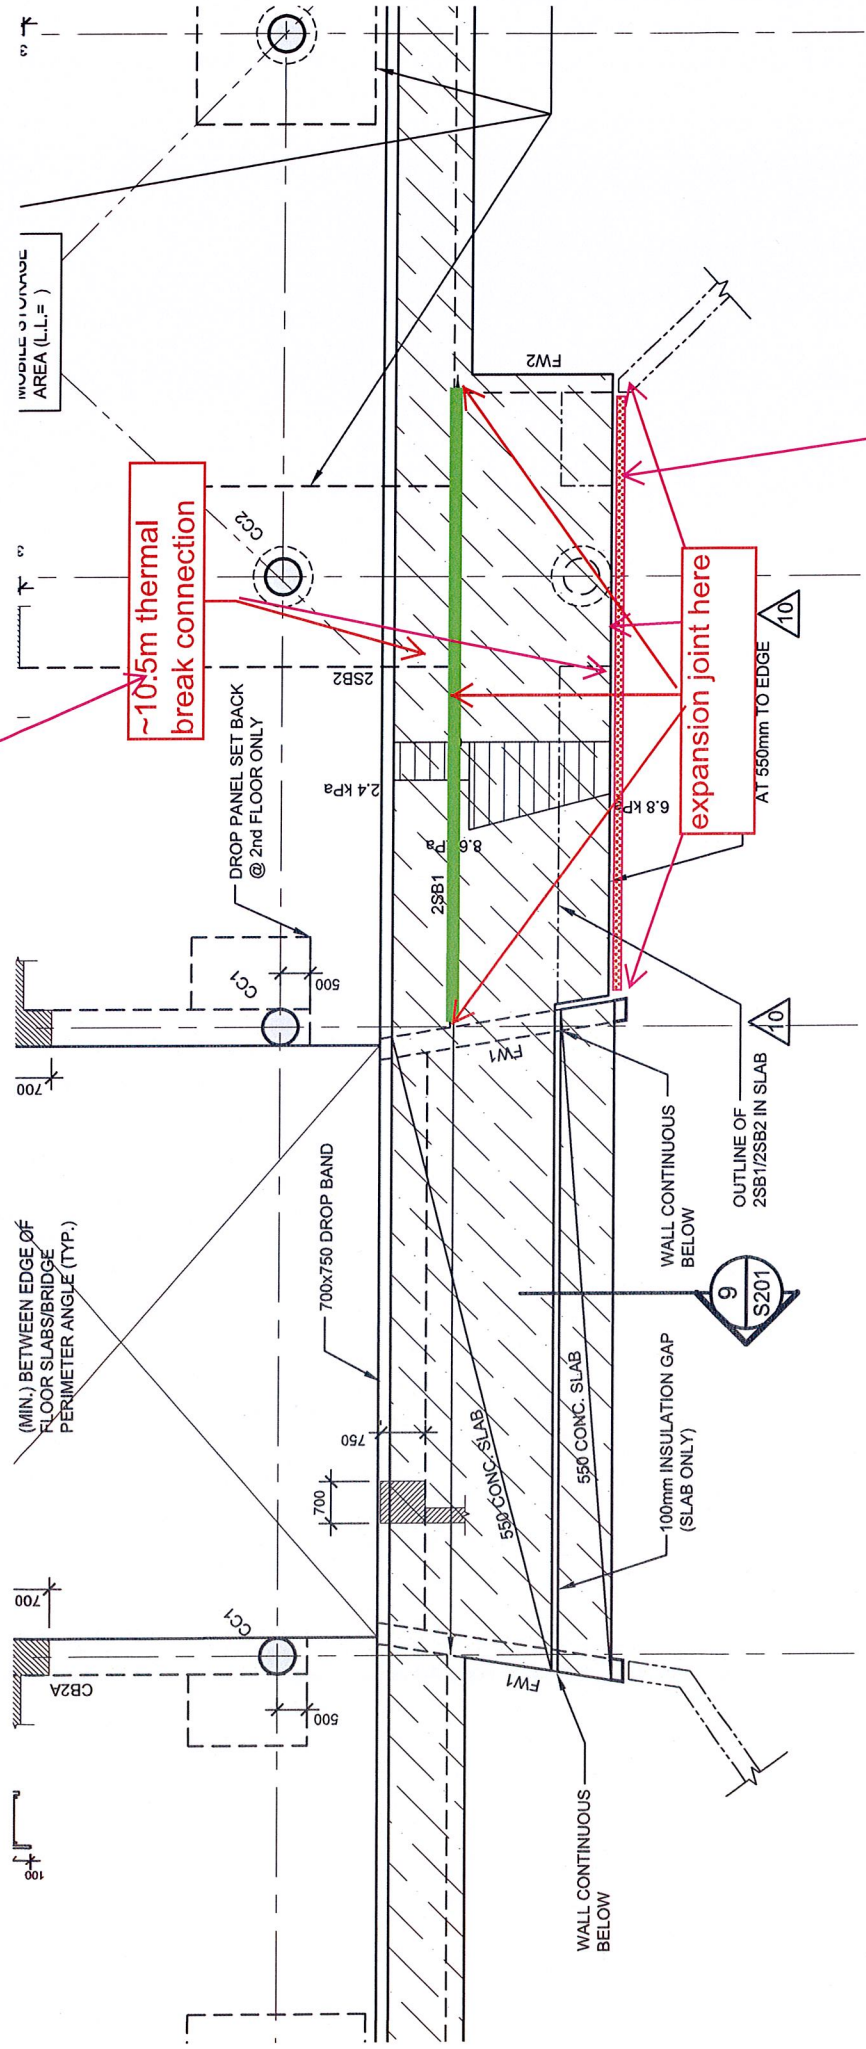 MOBILE STORAGE
AREA (L.L.= )
~10.5m thermal
break connection
CC2
2SB2
2.4 kPa
DROP PANEL SET BACK
@ 2nd FLOOR ONLY
FW2
expansion joint here
10
AT 550mm TO EDGE
6.8 kPa
2SB1
CC1
500
700
FW1
10
OUTLINE OF
2SB1/2SB2 IN SLAB
WALL CONTINUOUS
BELOW
700x750 DROP BAND
(MIN.) BETWEEN EDGE OF
FLOOR SLABS/BRIDGE
PERIMETER ANGLE (TYP.)
9
S201
550 CONC. SLAB
550 CONC. SLAB
100mm INSULATION GAP
(SLAB ONLY)
750
700
700
CC1
CB2A
500
FW1
WALL CONTINUOUS
BELOW
100